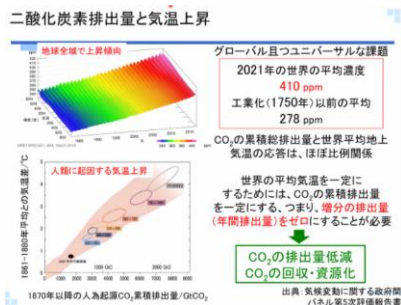 二酸化炭素排出量と気温上昇
地球全域で上昇傾向
グローバル且つユニバーサルな課題
2021年の世界の平均濃度
410 ppm
工業化(1750年)以前の平均
278 ppm
CO₂の累積総排出量と世界平均地上
気温の応答は、ほぼ比例関係
人類に起因する気温上昇
1861-1880年平均との気温差/℃
1870年以降の人為起源CO₂累積排出量/GtCO₂
世界の平均気温を一定に
するためには、CO₂の累積排出量
を一定にする、つまり、増分の排出量
(年間排出量)をゼロにすることが必要
CO₂の排出量低減
CO₂の回収・資源化
出典:気候変動に関する政府間
パネル第5次評価報告書